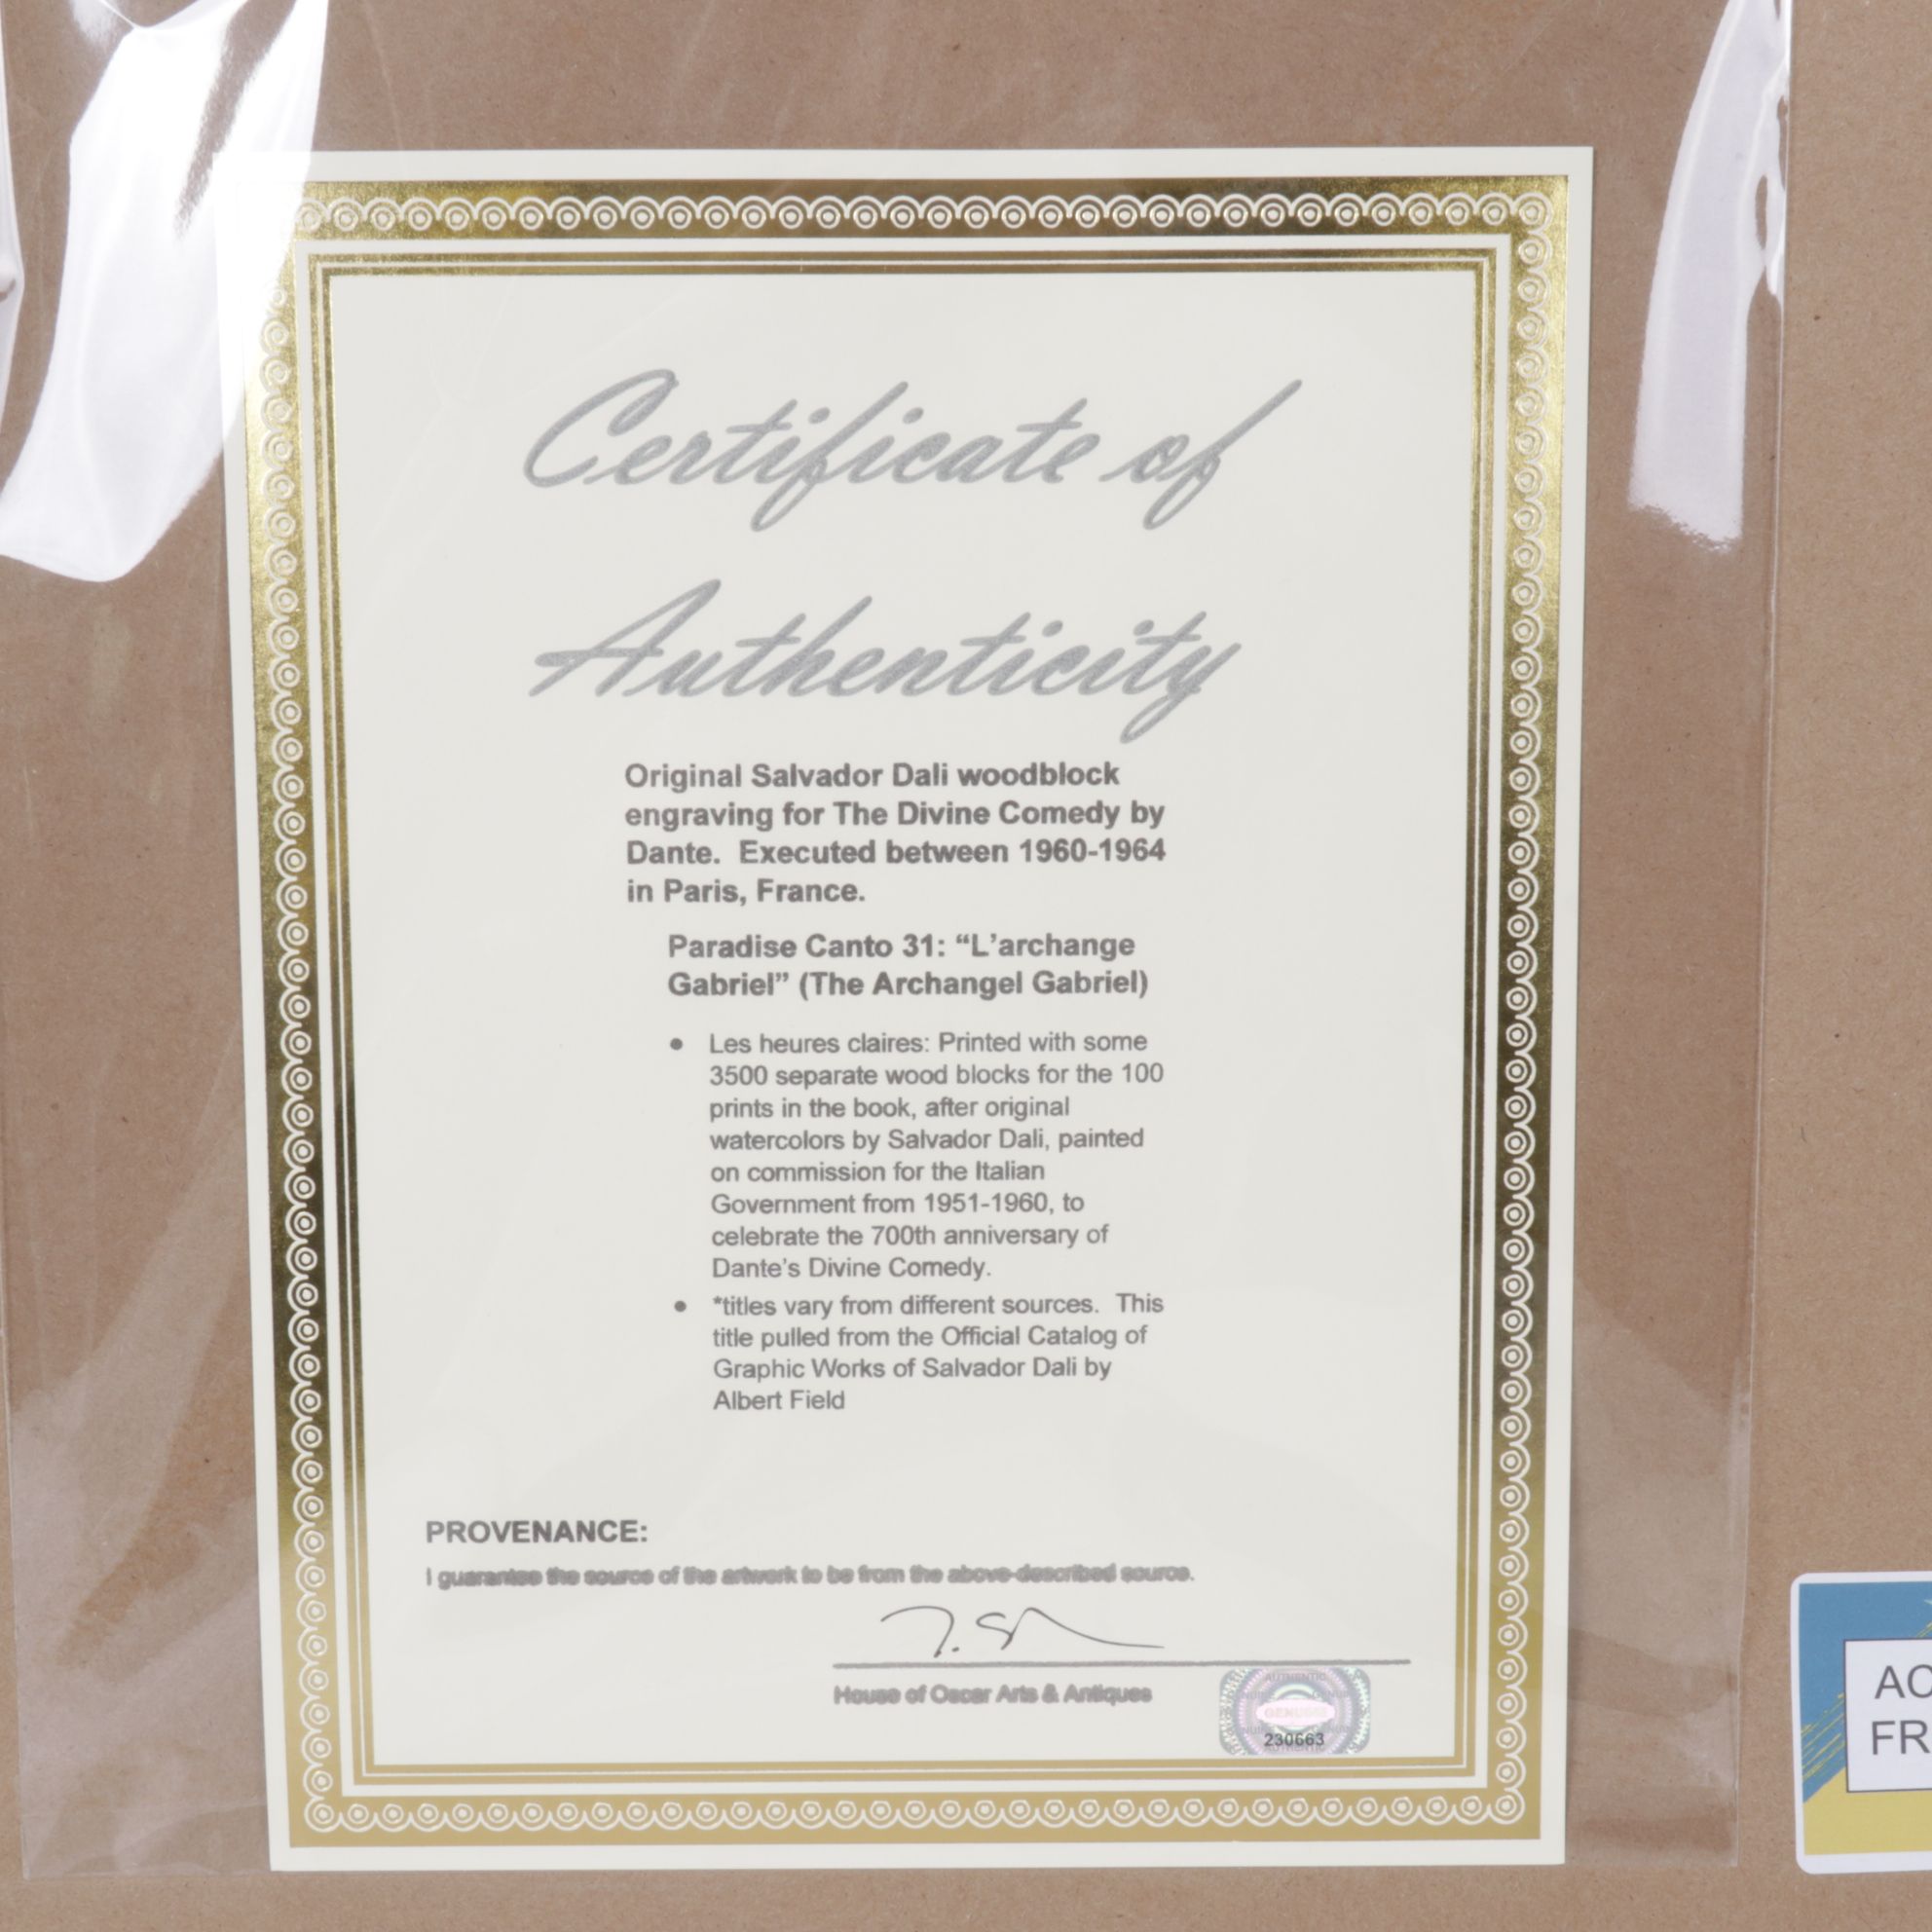 Certificate of
Authenticity
Original Salvador Dali woodblock
engraving for The Divine Comedy by
Dante.  Executed between 1960-1964
in Paris, France.
Paradise Canto 31: “L’archange
Gabriel” (The Archangel Gabriel)
• Les heures claires: Printed with some
3500 separate wood blocks for the 100
prints in the book, after original
watercolors by Salvador Dali, painted
on commission for the Italian
Government from 1951-1960, to
celebrate the 700th anniversary of
Dante’s Divine Comedy.
• *titles vary from different sources.  This
title pulled from the Official Catalog of
Graphic Works of Salvador Dali by
Albert Field
PROVENANCE:
I guarantee the source of the artwork to be from the above-described source.
House of Oscar Arts & Antiques
AUTHENTIC
GENUINE
230663
AUTHENTIC
AC
FR